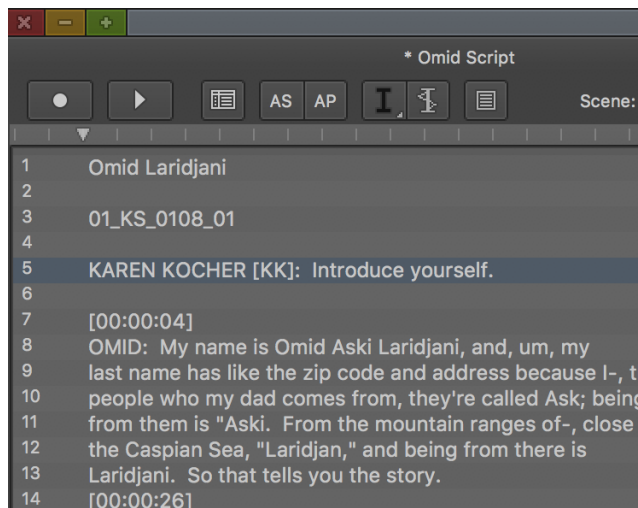 * Omid Script
AS AP Scene:
1 Omid Laridjani
2
3 01_KS_0108_01
4
5 KAREN KOCHER [KK]:  Introduce yourself.
6
7 [00:00:04]
8 OMID:  My name is Omid Aski Laridjani, and, um, my
9 last name has like the zip code and address because I-, t
10 people who my dad comes from, they're called Ask; being
11 from them is "Aski.  From the mountain ranges of-, close
12 the Caspian Sea, "Laridjan," and being from there is
13 Laridjani.  So that tells you the story.
14 [00:00:26]